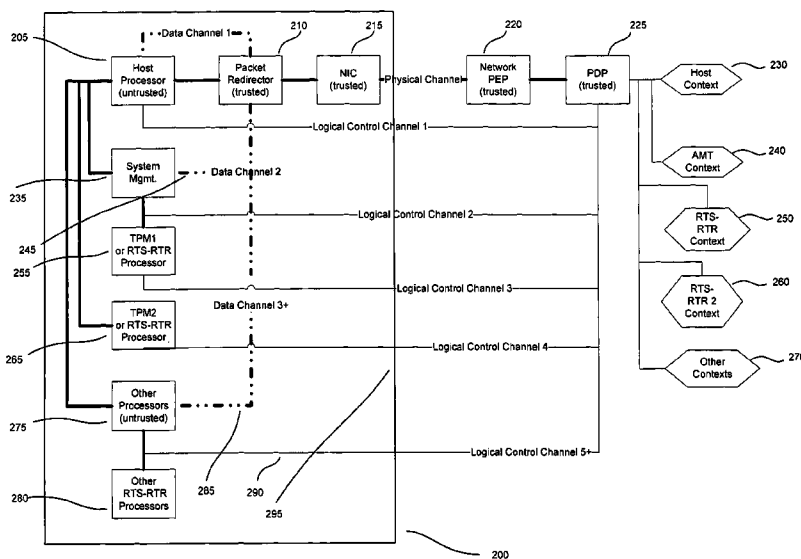 Data Channel 1
205
210
215
220
225
230
Host
Processor
(untrusted)
Packet
Redirector
(trusted)
NIC
(trusted)
Physical Channel
Network
PEP
(trusted)
PDP
(trusted)
Host
Context
Logical Control Channel 1
System
Mgmt.
Data Channel 2
AMT
Context
240
235
245
Logical Control Channel 2
RTS-
RTR
Context
250
TPM1
or RTS-RTR
Processor
255
Logical Control Channel 3
Data Channel 3+
RTS-
RTR 2
Context
260
TPM2
or RTS-RTR
Processor
265
Logical Control Channel 4
Other
Contexts
270
Other
Processors
(untrusted)
275
Logical Control Channel 5+
285
290
295
Other
RTS-RTR
Processors
280
200